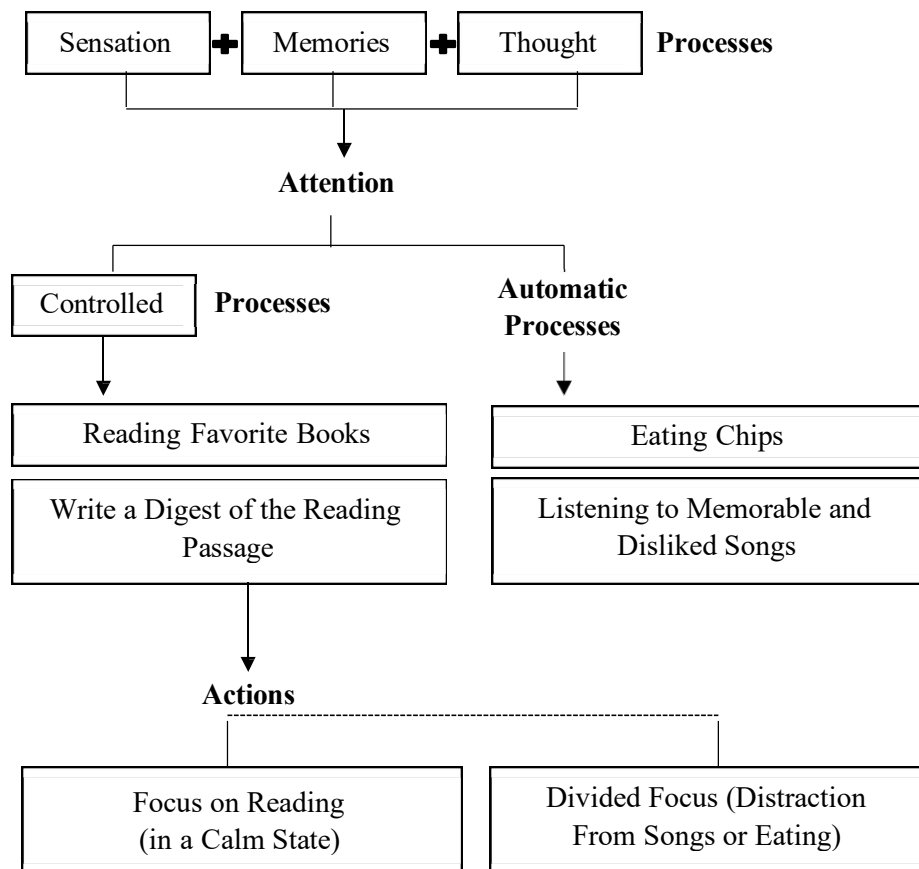 Sensation + Memories + Thought Processes
Attention
Controlled Processes
Automatic
Processes
Reading Favorite Books
Eating Chips
Write a Digest of the Reading
Passage
Listening to Memorable and
Disliked Songs
Actions
Focus on Reading
(in a Calm State)
Divided Focus (Distraction
From Songs or Eating)